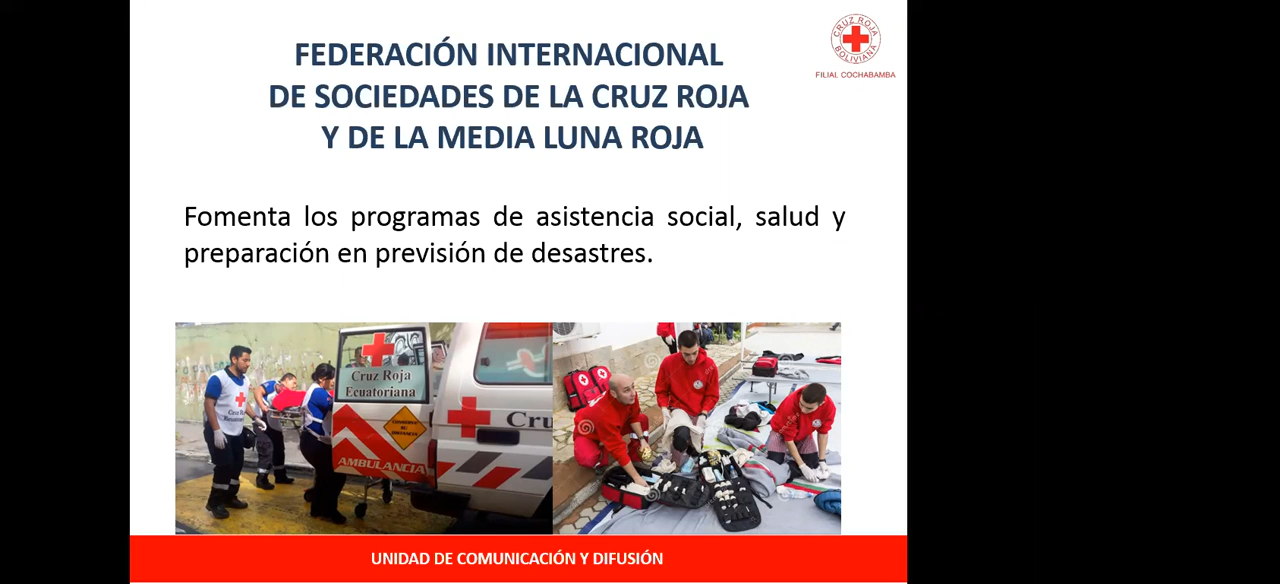 FEDERACIÓN INTERNACIONAL
DE SOCIEDADES DE LA CRUZ ROJA
Y DE LA MEDIA LUNA ROJA
CRUZ ROJA
BOLIVIANA
FILIAL COCHABAMBA
Fomenta los programas de asistencia social, salud y
preparación en previsión de desastres.
Cruz Roja
Ecuatoriana
Cru
AMBULANCIA
UNIDAD DE COMUNICACIÓN Y DIFUSIÓN